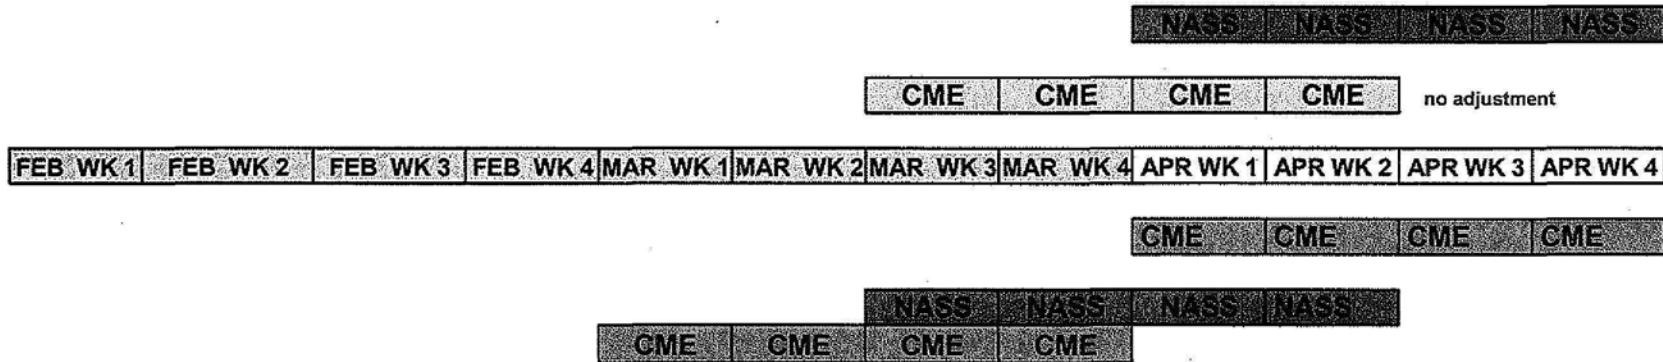 NASS NASS NASS NASS
CME CME CME CME no adjustment
FEB WK 1 FEB WK 2 FEB WK 3 FEB WK 4 MAR WK 1 MAR WK 2 MAR WK 3 MAR WK 4 APR WK 1 APR WK 2 APR WK 3 APR WK 4
CME CME CME CME
NASS NASS NASS NASS
CME CME CME CME